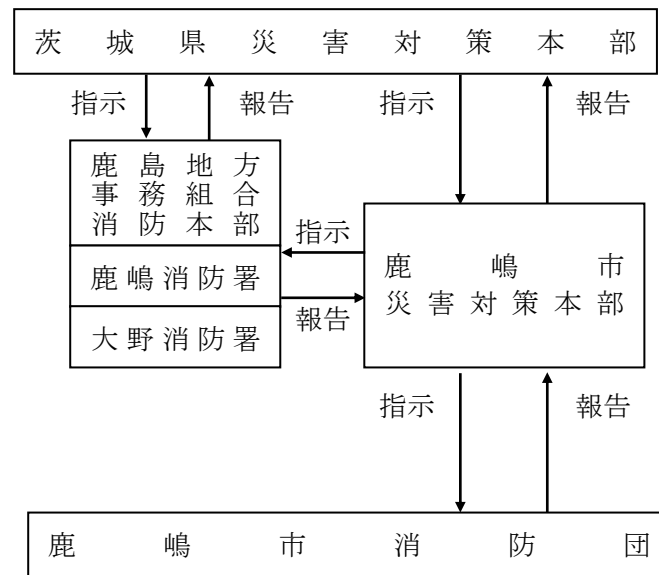 茨城県災害対策本部
指示
報告
指示
報告
鹿島地方
事務組合
消防本部
鹿嶋消防署
大野消防署
指示
報告
鹿嶋市
災害対策本部
指示
報告
鹿嶋市消防団